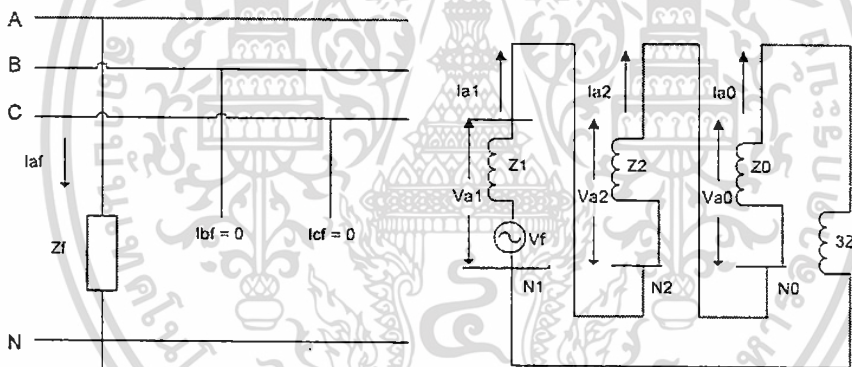 A
B
C
Iaf
Zf
Ibf = 0
Icf = 0
N
Ia1
Ia2
Ia0
Z1
Z2
Z0
Va1
Va2
Va0
Vf
3Z
N1
N2
N0